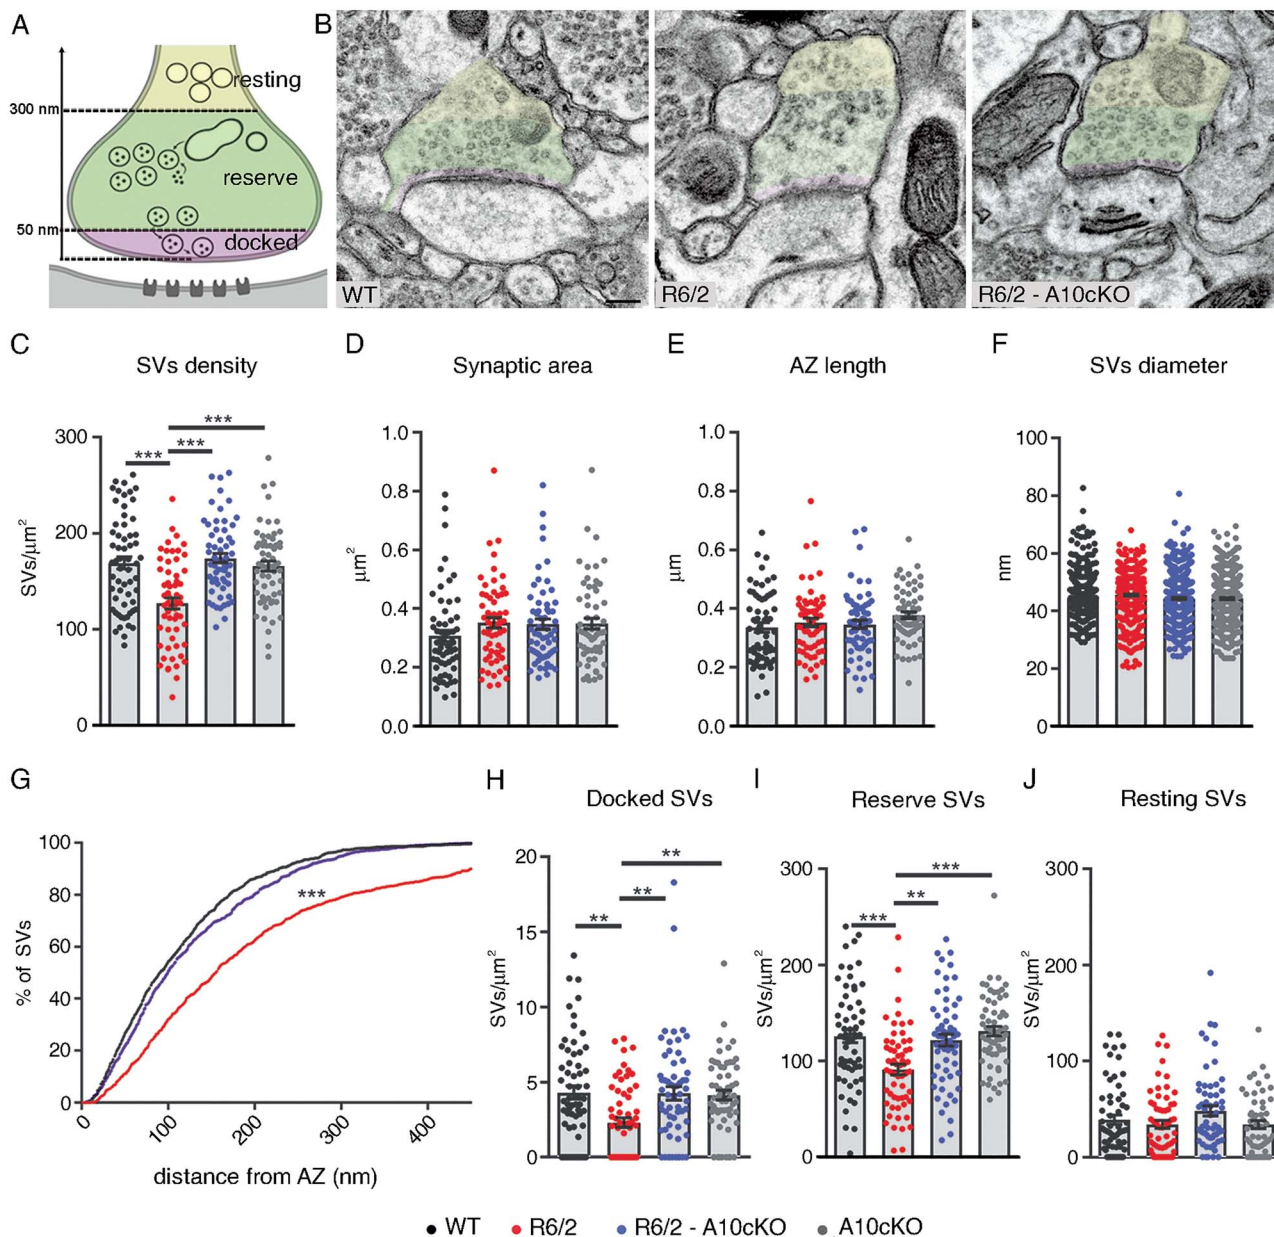 A
resting
300 nm
reserve
50 nm
docked
B
WT
R6/2
R6/2 - A10cKO
C
SVs density
300
200
100
0
SVs/μm²
***
***
***
D
Synaptic area
1.0
0.8
0.6
0.4
0.2
0.0
μm²
E
AZ length
1.0
0.8
0.6
0.4
0.2
0.0
μm
F
SVs diameter
100
80
60
40
20
0
nm
G
100
80
60
40
20
0
% of SVs
***
0
100
200
300
400
distance from AZ (nm)
H
Docked SVs
20
15
10
5
0
SVs/μm²
**
**
**
I
Reserve SVs
300
200
100
0
SVs/μm²
***
**
***
J
Resting SVs
300
200
100
0
SVs/μm²
WT
R6/2
R6/2 - A10cKO
A10cKO